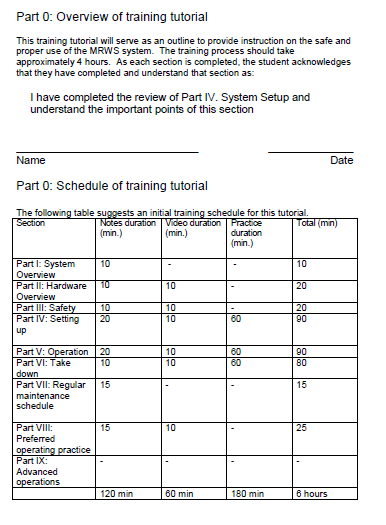 Part 0: Overview of training tutorial
This training tutorial will serve as an outline to provide instruction on the safe and
proper use of the MRWS system. The training process should take
approximately 4 hours. As each section is completed, the student acknowledges
that they have completed and understand that section as:
I have completed the review of Part IV. System Setup and
understand the important points of this section
Name Date
Part 0: Schedule of training tutorial
The following table suggests an initial training schedule for this tutorial.
Section Notes duration (min.) Video duration (min.) Practice duration (min.) Total (min)
Part I: System Overview 10 - - 10
Part II: Hardware Overview 10 10 - 20
Part III: Safety 10 10 - 20
Part IV: Setting up 20 10 60 90
Part V: Operation 20 10 60 90
Part VI: Take down 10 10 60 80
Part VII: Regular maintenance schedule 15 - - 15
Part VIII: Preferred operating practice 15 10 - 25
Part IX: Advanced operations - - - -
120 min 60 min 180 min 6 hours